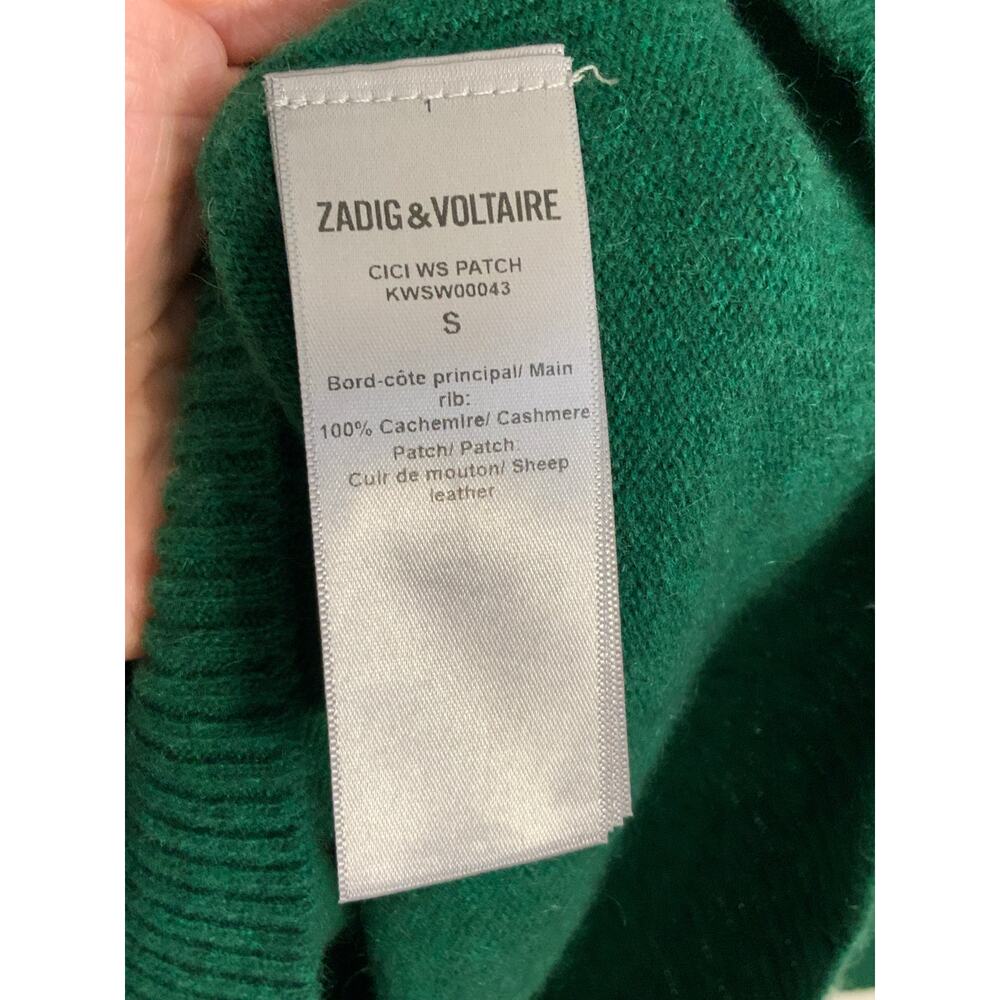 1
ZADIG & VOLTAIRE
CICI WS PATCH
KWSW00043
S
Bord-côte principal/ Main
rib:
100% Cachemire/ Cashmere
Patch/ Patch:
Cuir de mouton/ Sheep
leather